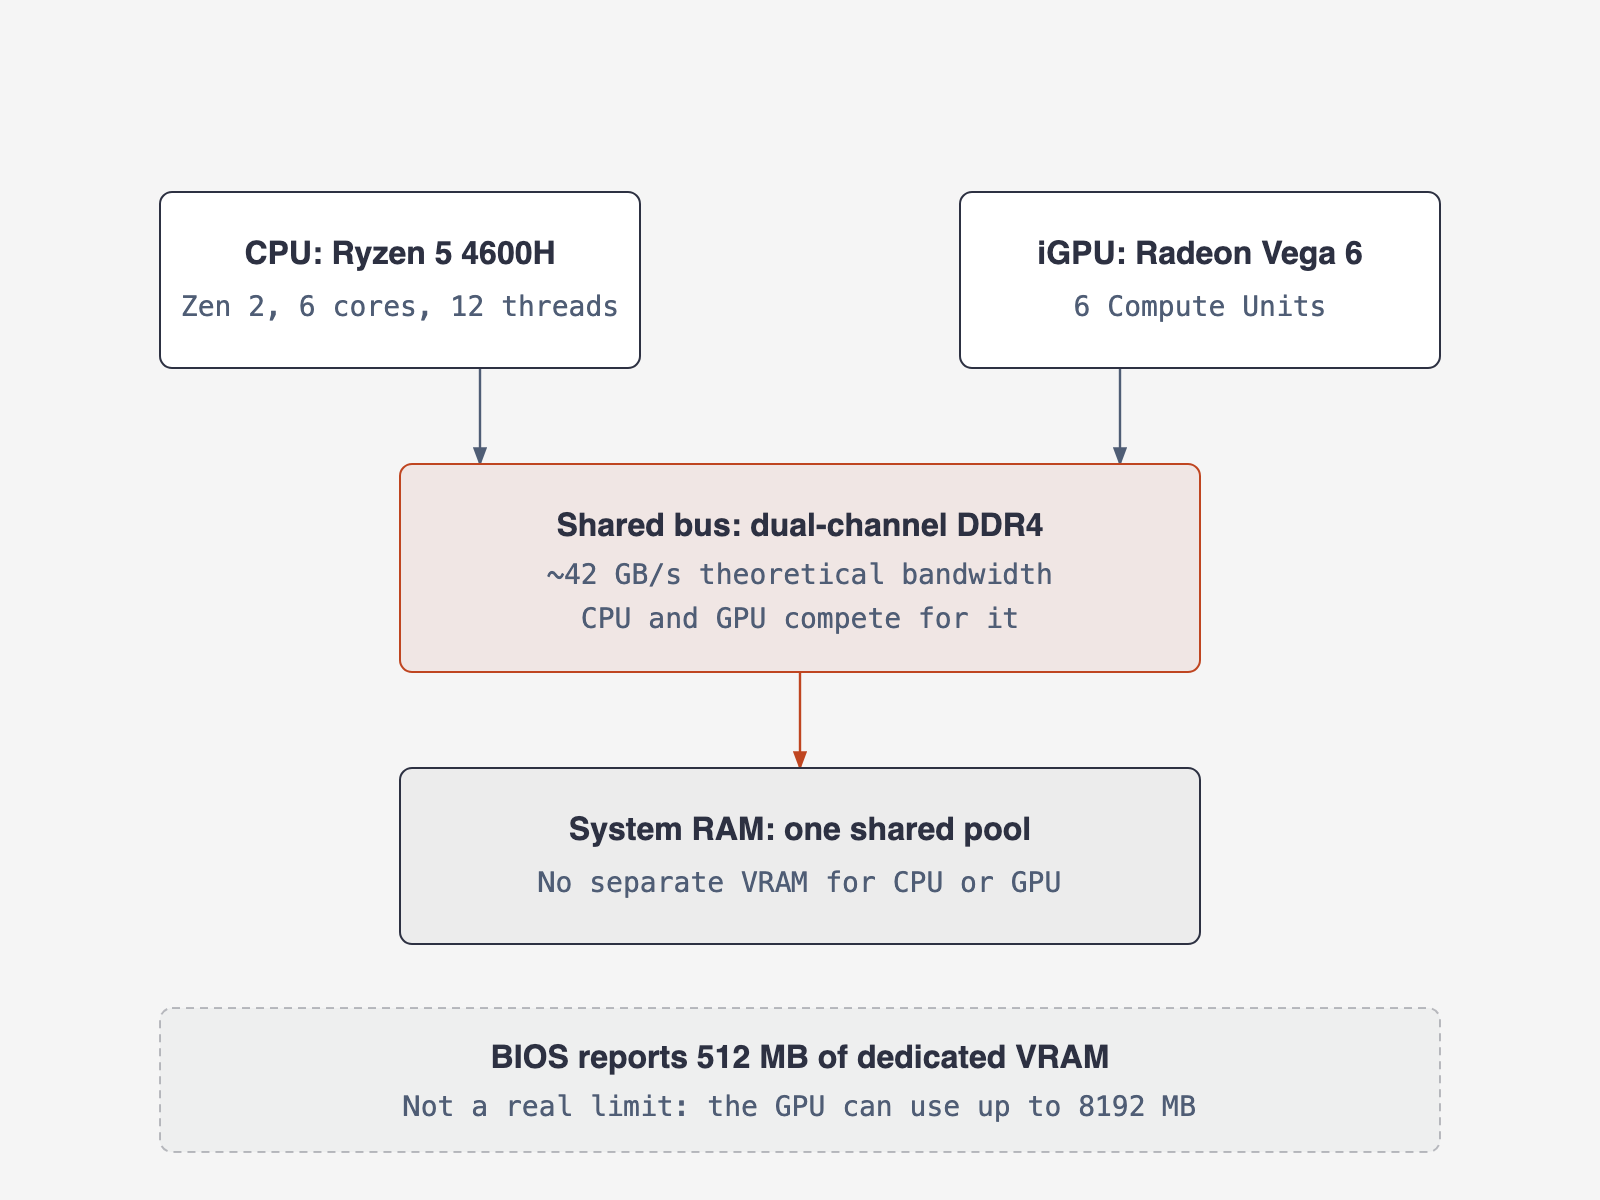 CPU: Ryzen 5 4600H
Zen 2, 6 cores, 12 threads
iGPU: Radeon Vega 6
6 Compute Units
Shared bus: dual-channel DDR4
~42 GB/s theoretical bandwidth
CPU and GPU compete for it
System RAM: one shared pool
No separate VRAM for CPU or GPU
BIOS reports 512 MB of dedicated VRAM
Not a real limit: the GPU can use up to 8192 MB